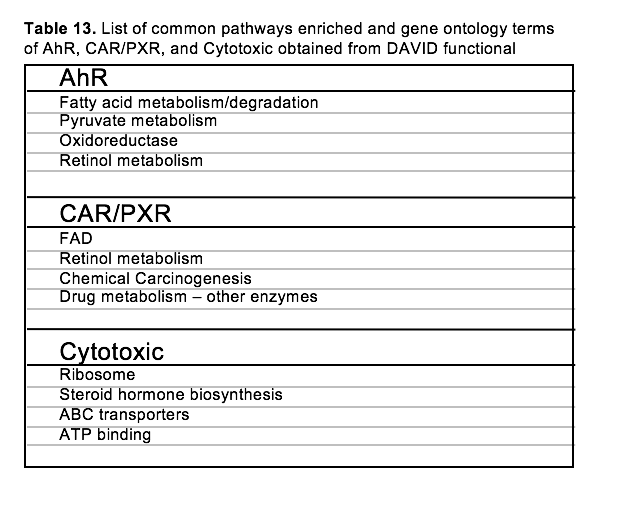 Table 13. List of common pathways enriched and gene ontology terms
of AhR, CAR/PXR, and Cytotoxic obtained from DAVID functional
AhR
Fatty acid metabolism/degradation
Pyruvate metabolism
Oxidoreductase
Retinol metabolism
CAR/PXR
FAD
Retinol metabolism
Chemical Carcinogenesis
Drug metabolism – other enzymes
Cytotoxic
Ribosome
Steroid hormone biosynthesis
ABC transporters
ATP binding